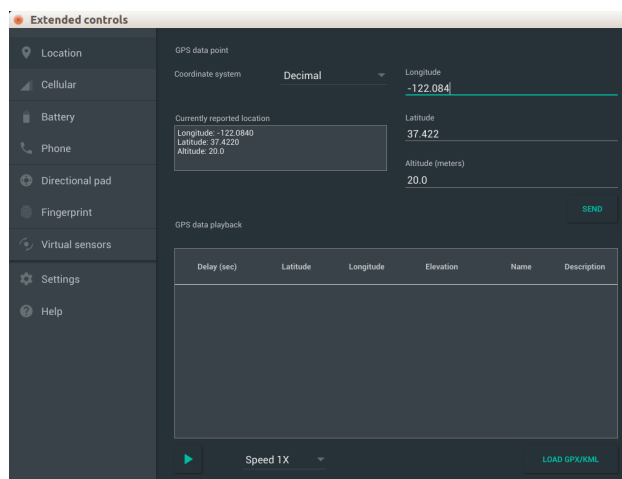 Extended controls
Location
Cellular
Battery
Phone
Directional pad
Fingerprint
Virtual sensors
Settings
Help
GPS data point
Coordinate system
Decimal
Longitude
-122.084
Currently reported location
Longitude: -122.0840
Latitude: 37.4220
Altitude: 20.0
Latitude
37.422
Altitude (meters)
20.0
SEND
GPS data playback
Delay (sec) Latitude Longitude Elevation Name Description
Speed 1X
LOAD GPX/KML